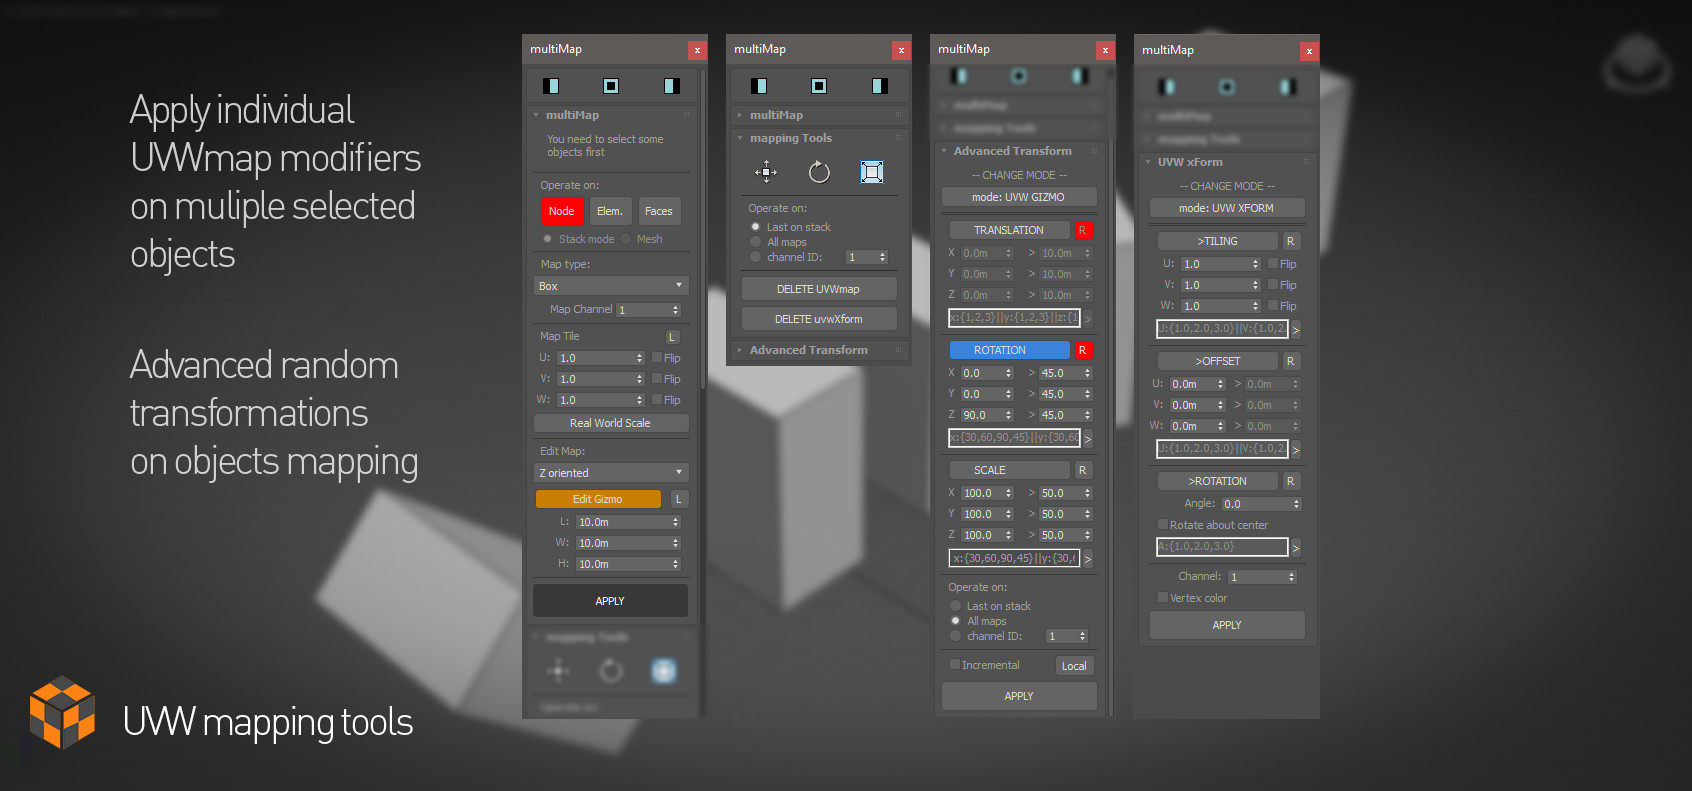 Apply individual
UVWmap modifiers
on muliple selected
objects
Advanced random
transformations
on objects mapping
UVW mapping tools
multiMap x
multiMap
You need to select some
objects first
Operate on:
Node Elem. Faces
Stack mode Mesh
Map type:
Box
Map Channel 1
Map Tile L
U: 1.0 Flip
V: 1.0 Flip
W: 1.0 Flip
Real World Scale
Edit Map:
Z oriented
Edit Gizmo L
L: 10.0m
W: 10.0m
H: 10.0m
APPLY
mapping Tools
Operate on:
multiMap x
multiMap
mapping Tools
Operate on:
Last on stack
All maps
channel ID: 1
DELETE UVWmap
DELETE uvwXform
Advanced Transform
multiMap x
multiMap
mapping Tools
Advanced Transform
-- CHANGE MODE --
mode: UVW GIZMO
TRANSLATION R
X 0.0m > 10.0m
Y 0.0m > 10.0m
Z 0.0m > 10.0m
x:{1,2,3}||y:{1,2,3}||z:{1 >
ROTATION R
X 0.0 > 45.0
Y 0.0 > 45.0
Z 90.0 > 45.0
x:{30,60,90,45}||y:{30,60 >
SCALE R
X 100.0 > 50.0
Y 100.0 > 50.0
Z 100.0 > 50.0
x:{30,60,90,45}||y:{30,6 >
Operate on:
Last on stack
All maps
channel ID: 1
Incremental Local
APPLY
multiMap x
multiMap
mapping Tools
UVW xForm
-- CHANGE MODE --
mode: UVW XFORM
>TILING R
U: 1.0 Flip
V: 1.0 Flip
W: 1.0 Flip
U:{1.0,2.0,3.0}||V:{1.0,2. >
>OFFSET R
U: 0.0m > 0.0m
V: 0.0m > 0.0m
W: 0.0m > 0.0m
U:{1.0,2.0,3.0}||V:{1.0,2. >
>ROTATION R
Angle: 0.0
Rotate about center
A:{1.0,2.0,3.0} >
Channel: 1
Vertex color
APPLY